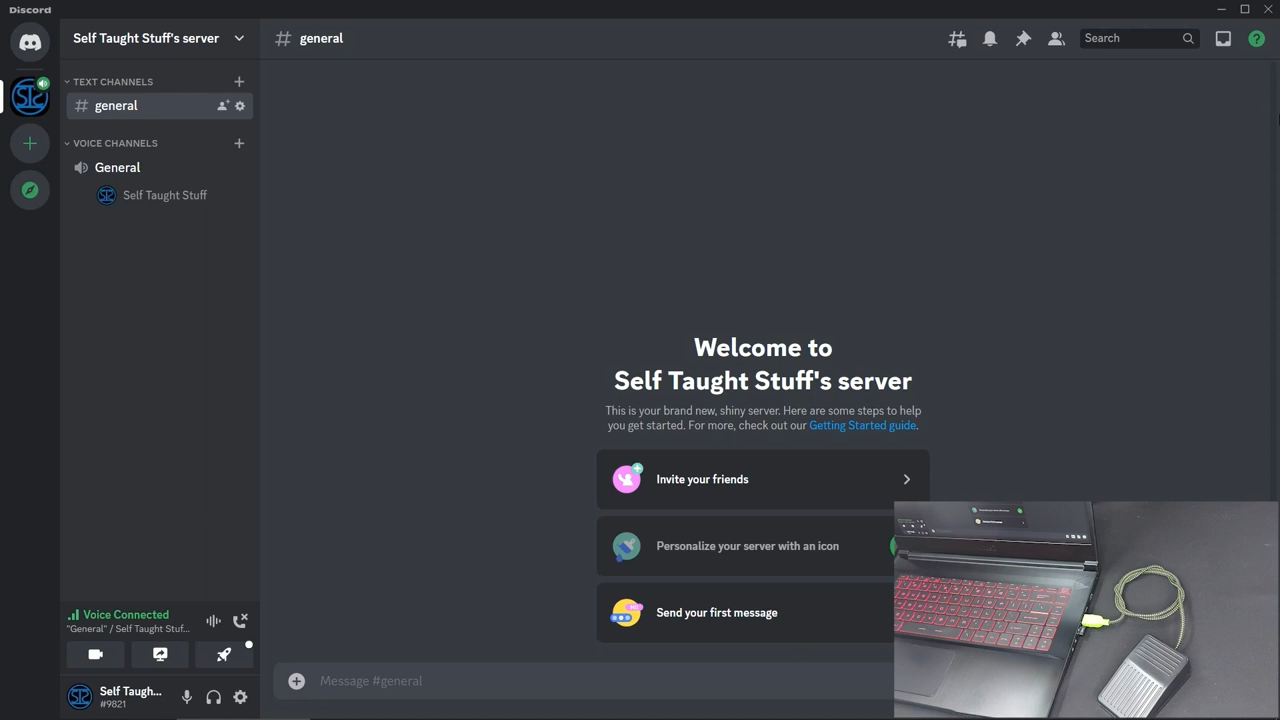 Discord
Self Taught Stuff's server
general
Search
TEXT CHANNELS
general
VOICE CHANNELS
General
Self Taught Stuff
Welcome to
Self Taught Stuff's server
This is your brand new, shiny server. Here are some steps to help
you get started. For more, check out our Getting Started guide.
Invite your friends
Personalize your server with an icon
Send your first message
Voice Connected
"General" / Self Taught Stuf...
Self Taugh...
#9821
Message #general